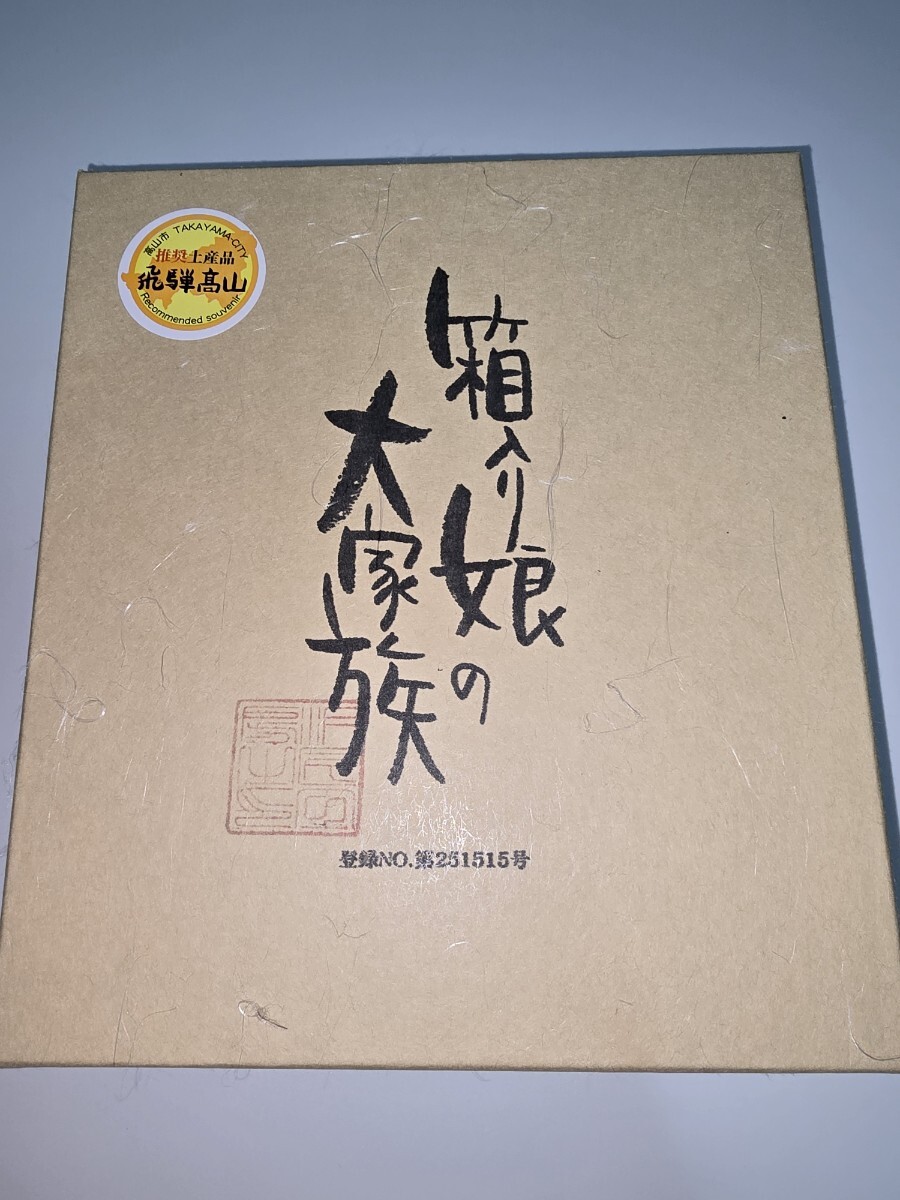 高山市 TAKAYAMA-CITY
推奨土産品
飛騨高山
Recommended souvenir
箱入り娘の
大家族
登録NO.第251515号